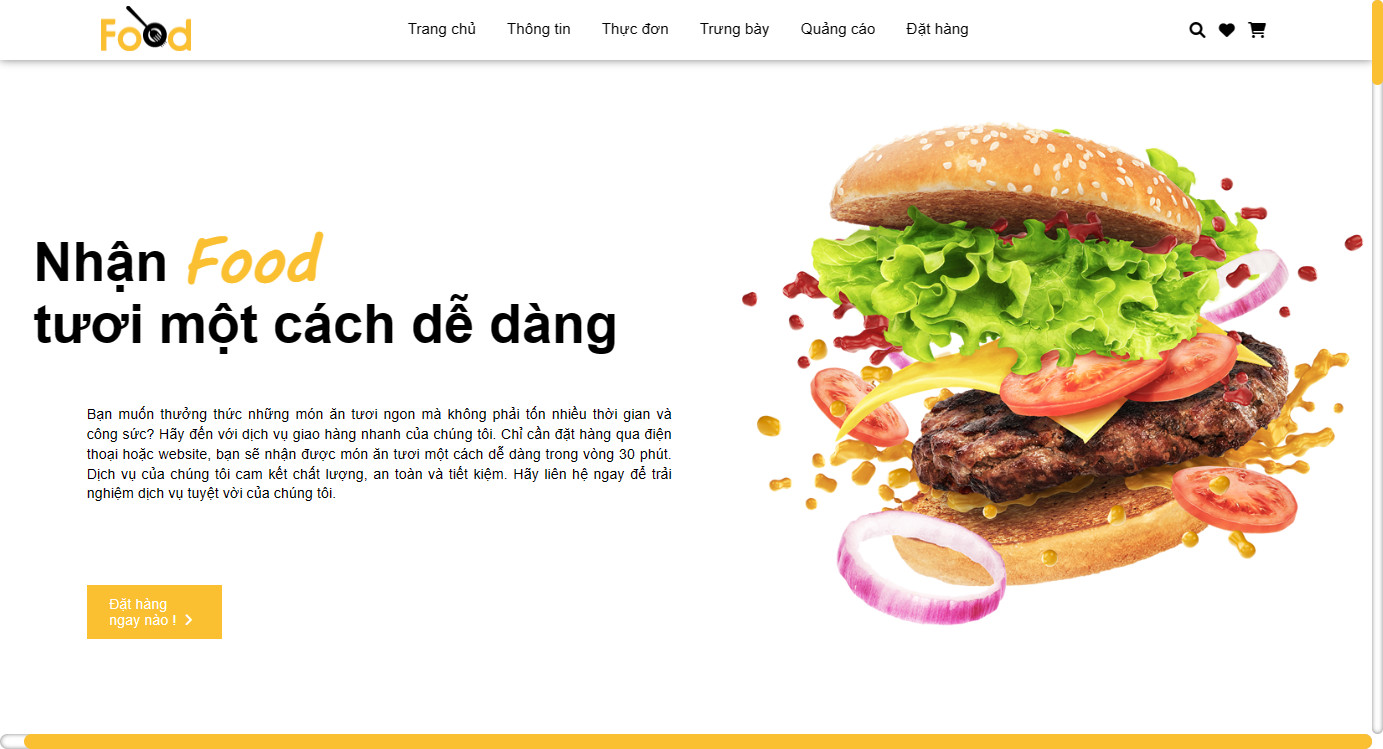 Food
Trang chủ
Thông tin
Thực đơn
Trưng bày
Quảng cáo
Đặt hàng
Nhận Food
tươi một cách dễ dàng
Bạn muốn thưởng thức những món ăn tươi ngon mà không phải tốn nhiều thời gian và
công sức? Hãy đến với dịch vụ giao hàng nhanh của chúng tôi. Chỉ cần đặt hàng qua điện
thoại hoặc website, bạn sẽ nhận được món ăn tươi một cách dễ dàng trong vòng 30 phút.
Dịch vụ của chúng tôi cam kết chất lượng, an toàn và tiết kiệm. Hãy liên hệ ngay để trải
nghiệm dịch vụ tuyệt vời của chúng tôi.
Đặt hàng
ngay nào !